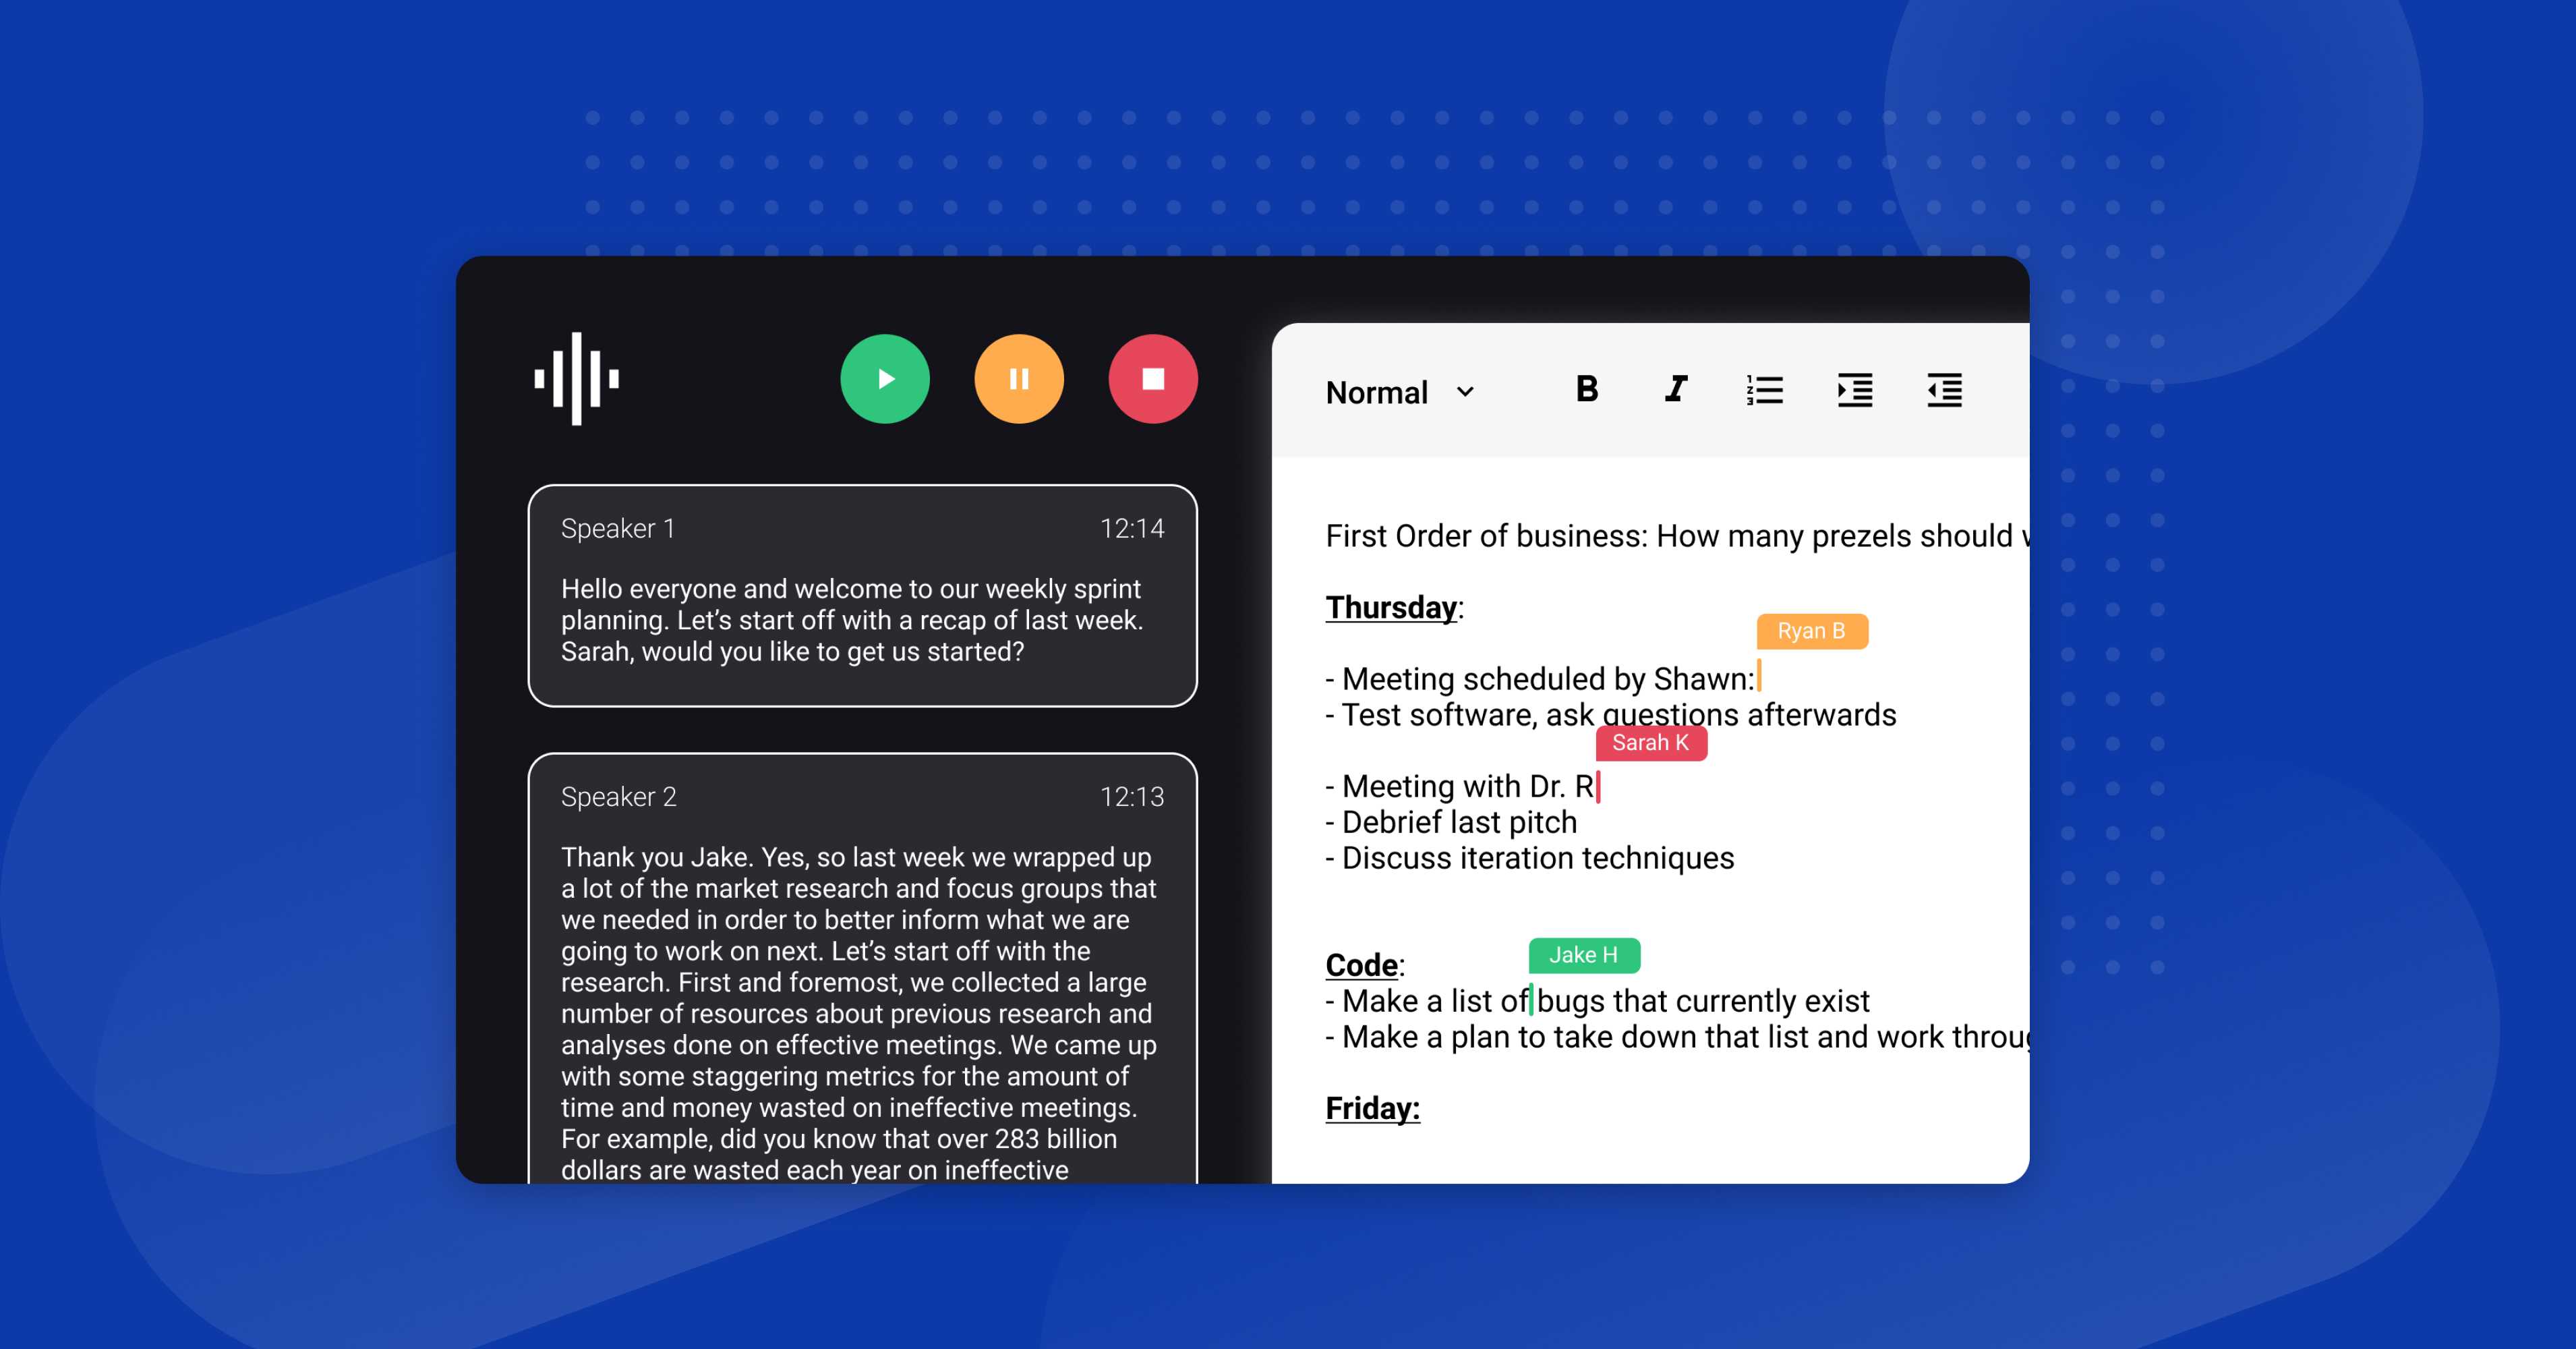 Speaker 1 12:14
Hello everyone and welcome to our weekly sprint
planning. Let’s start off with a recap of last week.
Sarah, would you like to get us started?
Speaker 2 12:13
Thank you Jake. Yes, so last week we wrapped up
a lot of the market research and focus groups that
we needed in order to better inform what we are
going to work on next. Let’s start off with the
research. First and foremost, we collected a large
number of resources about previous research and
analyses done on effective meetings. We came up
with some staggering metrics for the amount of
time and money wasted on ineffective meetings.
For example, did you know that over 283 billion
dollars are wasted each year on ineffective
Normal B I
First Order of business: How many prezels should
Thursday:
Ryan B
- Meeting scheduled by Shawn:
- Test software, ask questions afterwards
Sarah K
- Meeting with Dr. R
- Debrief last pitch
- Discuss iteration techniques
Jake H
Code:
- Make a list of bugs that currently exist
- Make a plan to take down that list and work
Friday: